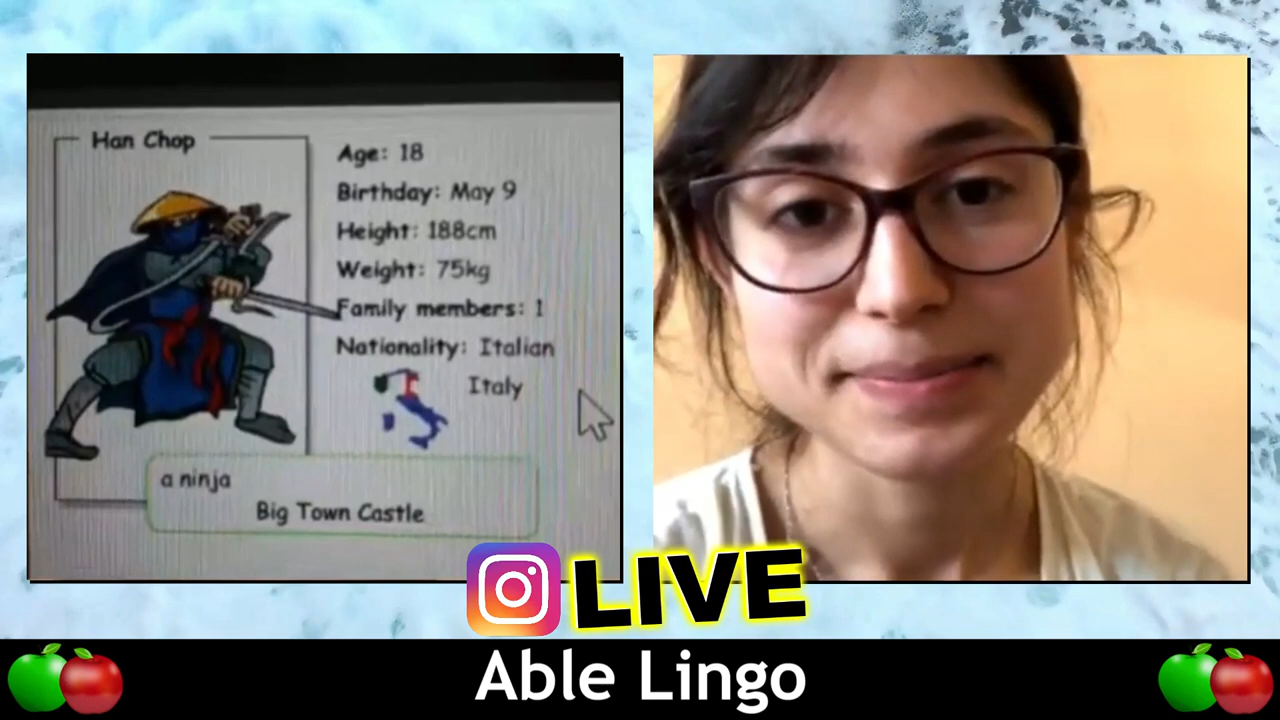 Han Chop
Age: 18
Birthday: May 9
Height: 188cm
Weight: 75kg
Family members: 1
Nationality: Italian
Italy
a ninja
Big Town Castle
LIVE
Able Lingo